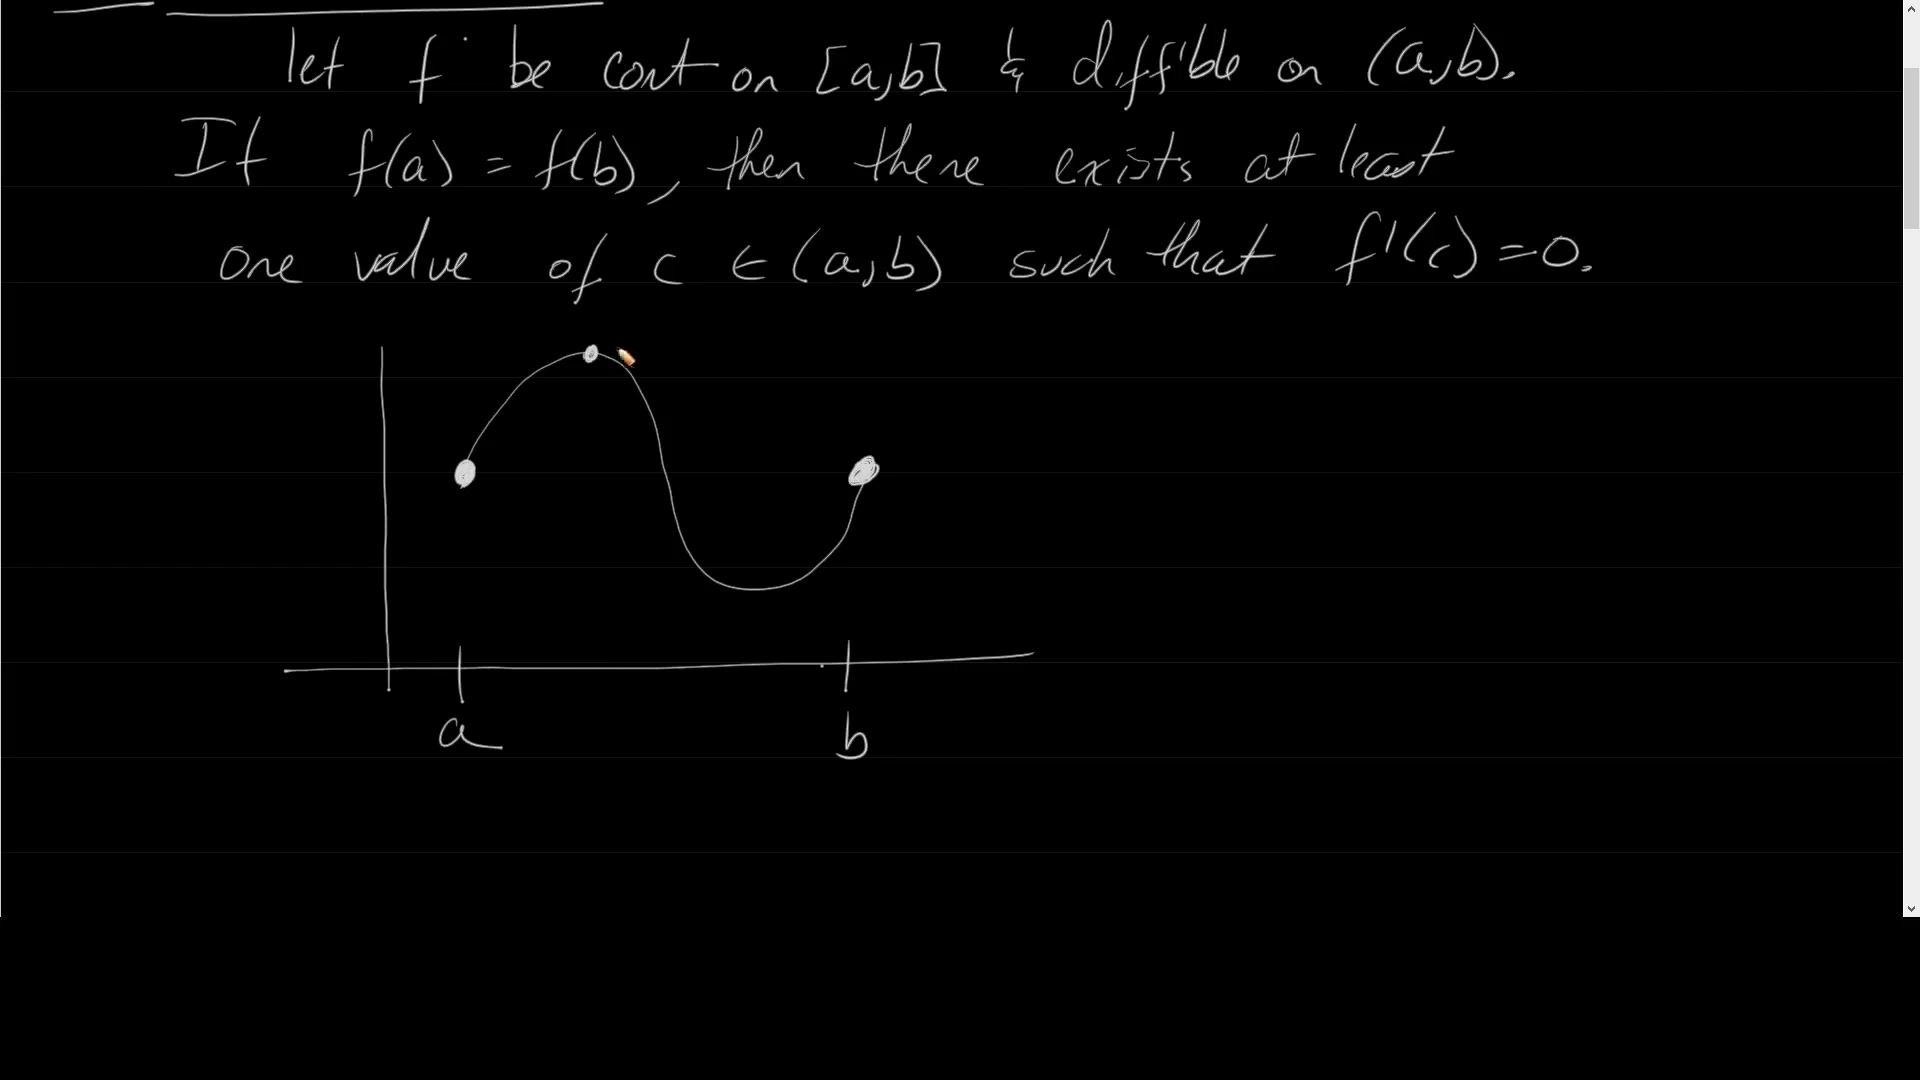 let f be cont on [a,b] & diff'ble on (a,b).
If f(a) = f(b), then there exists at least
one value of c ∈ (a,b) such that f'(c)=0.
a b